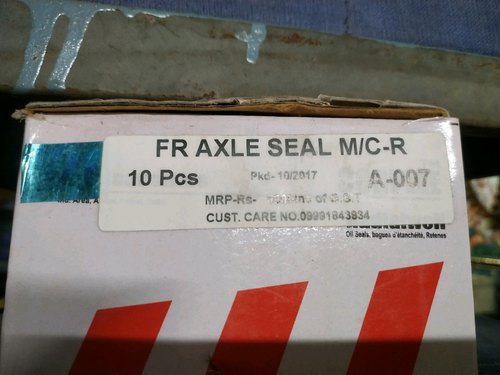 FR AXLE SEAL M/C-R
10 Pcs Pkd-10/2017 A-007
MRP-Rs- of G.S.T
CUST. CARE NO.09991843834
Oil Seals, bagues d'étanchéité, Retenes